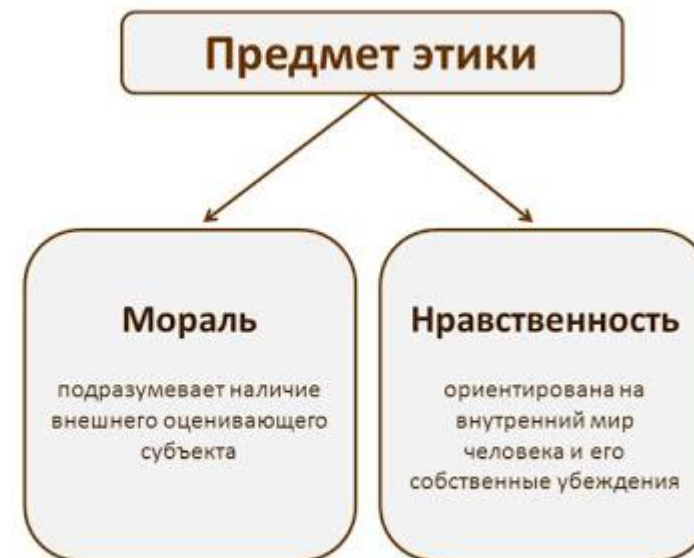 Предмет этики
Мораль
подразумевает наличие
внешнего оценивающего
субъекта
Нравственность
ориентирована на
внутренний мир
человека и его
собственные убеждения